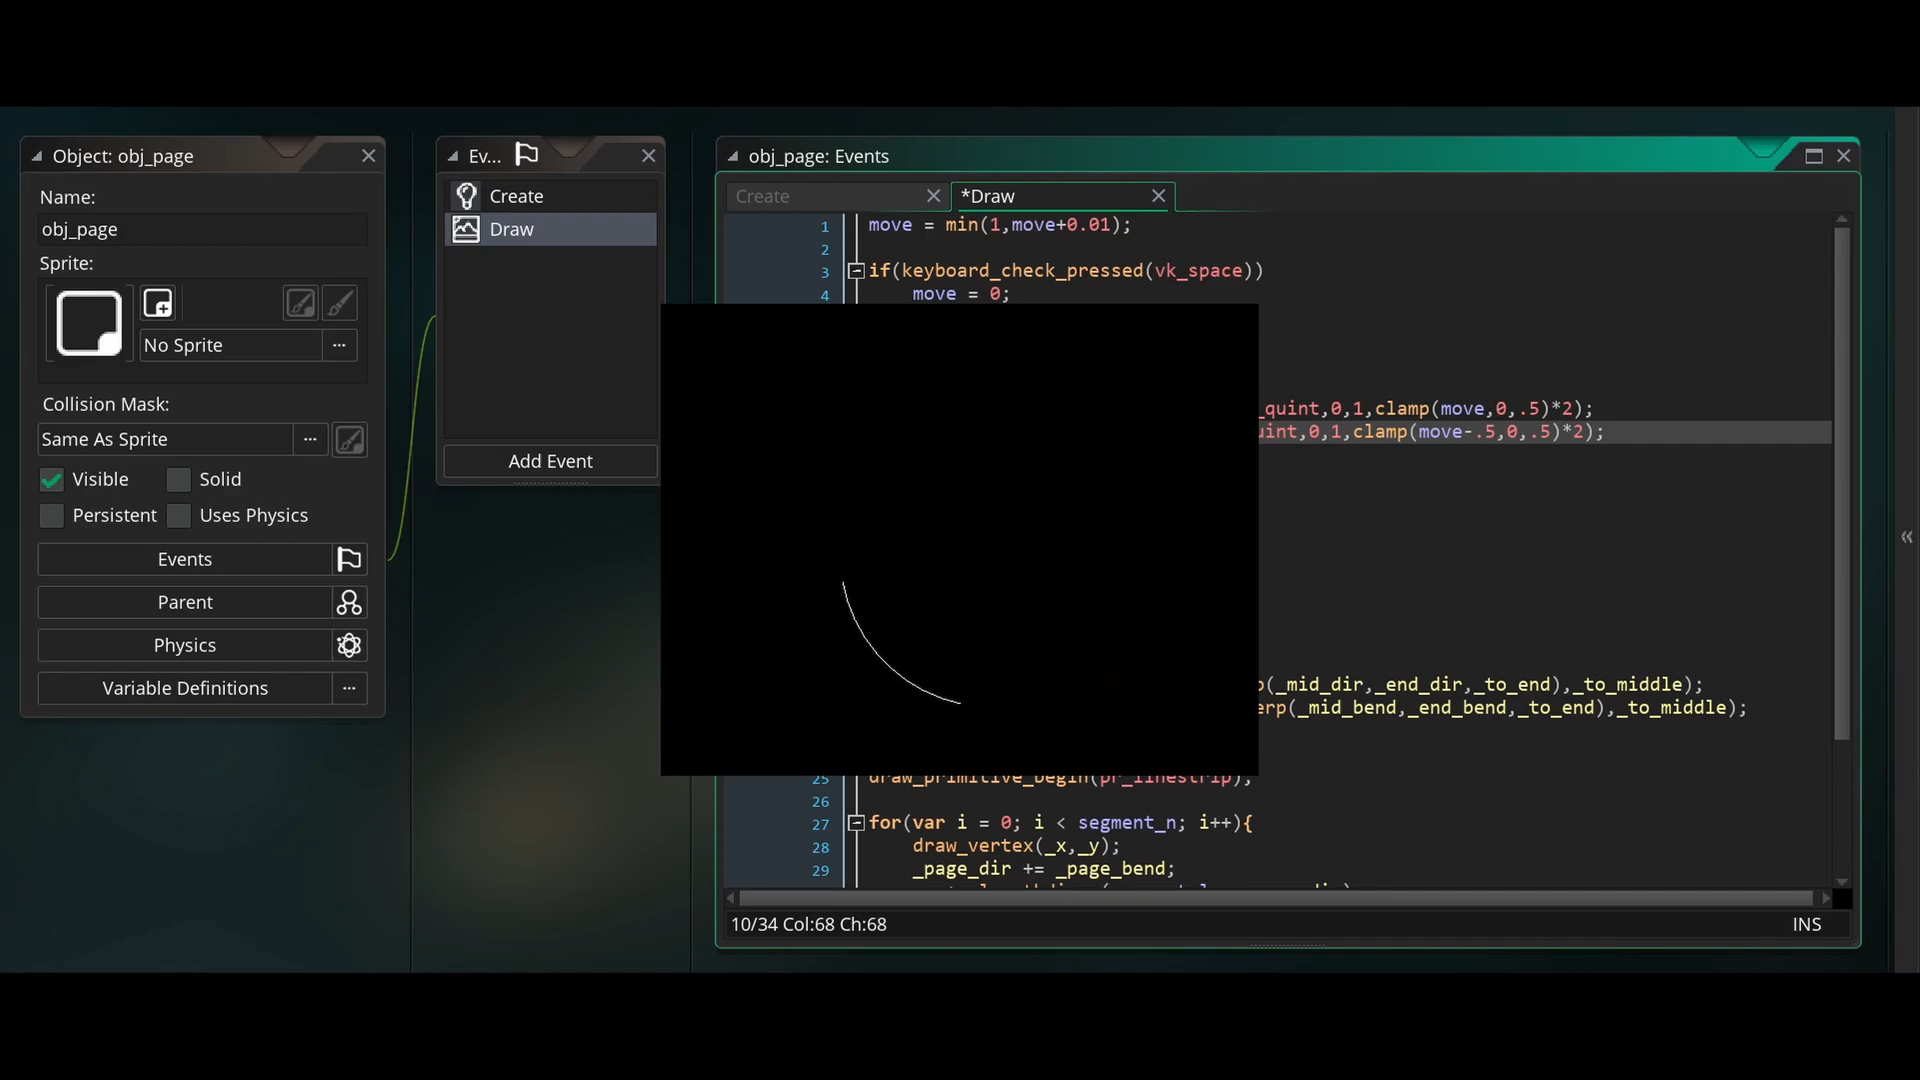 Object: obj_page
Name:
obj_page
Sprite:
No Sprite
Collision Mask:
Same As Sprite
Visible
Solid
Persistent
Uses Physics
Events
Parent
Physics
Variable Definitions
Ev...
Create
Draw
Add Event
obj_page: Events
Create
*Draw
1 move = min(1,move+0.01);
2
3 if(keyboard_check_pressed(vk_space))
4 move = 0;
_quint,0,1,clamp(move,0,.5)*2);
uint,0,1,clamp(move-.5,0,.5)*2);
(_mid_dir,_end_dir,_to_end),_to_middle);
erp(_mid_bend,_end_bend,_to_end),_to_middle);
25 draw_primitive_begin(pr_linestrip);
26
27 for(var i = 0; i < segment_n; i++){
28 draw_vertex(_x,_y);
29 _page_dir += _page_bend;
10/34 Col:68 Ch:68
INS